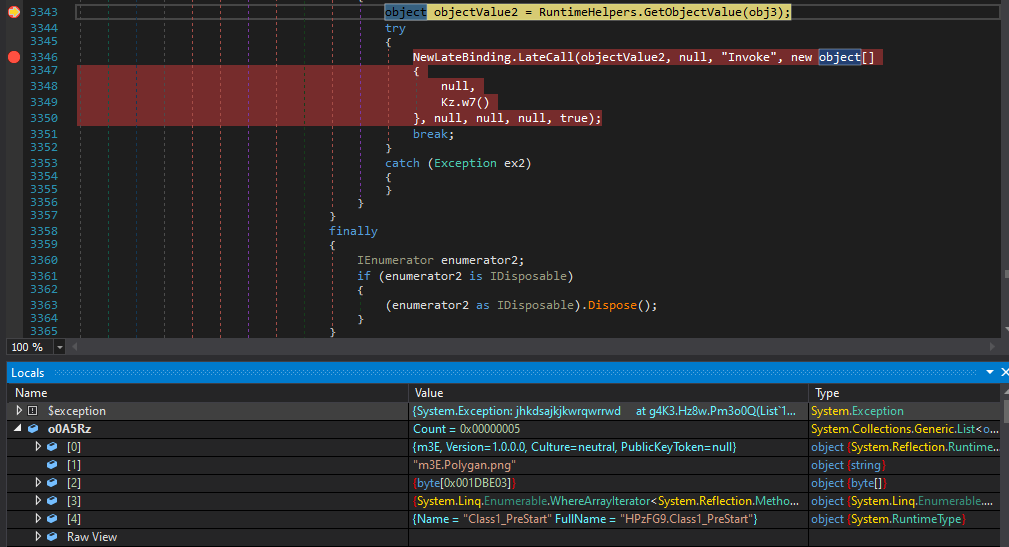 3343 object objectValue2 = RuntimeHelpers.GetObjectValue(obj3);
3344 try
3345 {
3346 NewLateBinding.LateCall(objectValue2, null, "Invoke", new object[]
3347 {
3348 null,
3349 Kz.w7()
3350 }, null, null, null, true);
3351 break;
3352 }
3353 catch (Exception ex2)
3354 {
3355 }
3356 }
3357 }
3358 finally
3359 {
3360 IEnumerator enumerator2;
3361 if (enumerator2 is IDisposable)
3362 {
3363 (enumerator2 as IDisposable).Dispose();
3364 }
3365 }
100 %
Locals
Name Value Type
$exception {System.Exception: jhkdsajkjkwrqwrrwd at g4K3.Hz8w.Pm3o0Q(List`1... System.Exception
o0A5Rz Count = 0x00000005 System.Collections.Generic.List<o...
[0] {m3E, Version=1.0.0.0, Culture=neutral, PublicKeyToken=null} object {System.Reflection.Runtime...
[1] "m3E.Polygan.png" object {string}
[2] {byte[0x001DBE03]} object {byte[]}
[3] {System.Linq.Enumerable.WhereArrayIterator<System.Reflection.Metho... object {System.Linq.Enumerable....
[4] {Name = "Class1_PreStart" FullName = "HPzFG9.Class1_PreStart"} object {System.RuntimeType}
Raw View